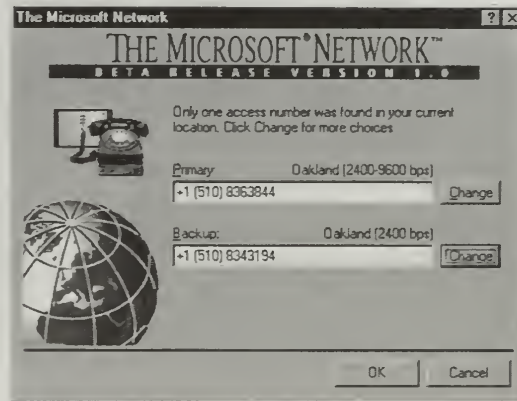 The Microsoft Network
THE MICROSOFT® NETWORK™
BETA RELEASE VERSION 1.0
Only one access number was found in your current
location. Click Change for more choices
Primary Oakland (2400-9600 bps)
+1 (510) 8363844 Change
Backup: Oakland (2400 bps)
+1 (510) 8343194 Change
OK Cancel